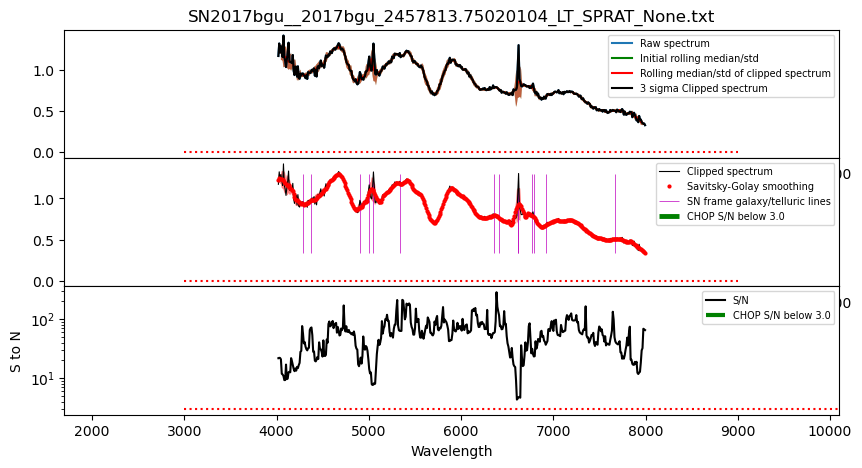 SN2017bgu__2017bgu_2457813.75020104_LT_SPRAT_None.txt
1.0
0.5
0.0
Raw spectrum
Initial rolling median/std
Rolling median/std of clipped spectrum
3 sigma Clipped spectrum
1.0
0.5
0.0
Clipped spectrum
Savitsky-Golay smoothing
SN frame galaxy/telluric lines
CHOP S/N below 3.0
S to N
10²
10¹
S/N
CHOP S/N below 3.0
2000 3000 4000 5000 6000 7000 8000 9000 10000
Wavelength